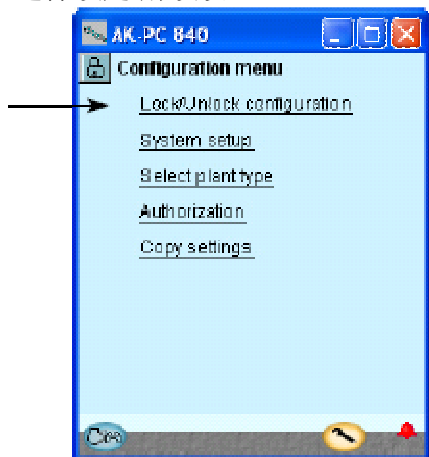 AK-PC 840
Configuration menu
Lock/Unlock configuration
System setup
Select plant type
Authorization
Copy settings